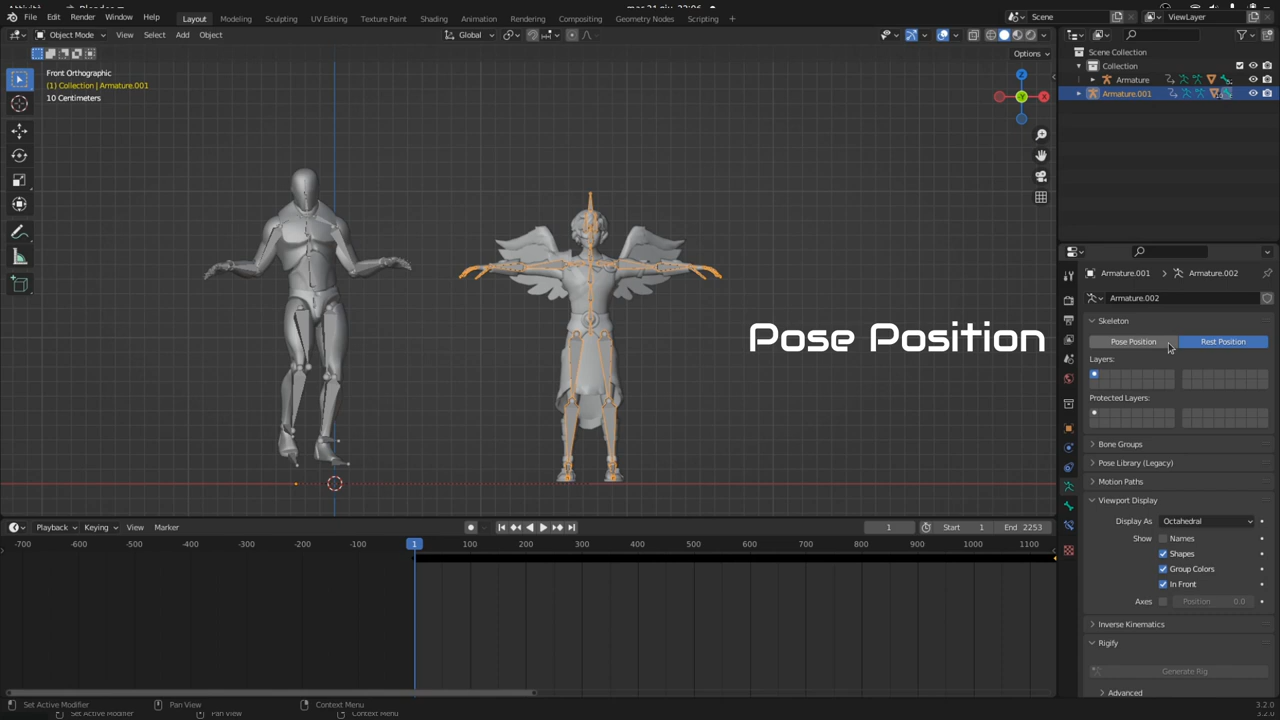 File Edit Render Window Help
Layout Modeling Sculpting UV Editing Texture Paint Shading Animation Rendering Compositing Geometry Nodes Scripting +
Scene
ViewLayer
Object Mode View Select Add Object
Global
Options
Front Orthographic
(1) Collection | Armature.001
10 Centimeters
Z
Y
X
Scene Collection
Collection
Armature
Armature.001
Pose Position
Armature.001 > Armature.002
Armature.002
Skeleton
Pose Position Rest Position
Layers:
Protected Layers:
Bone Groups
Pose Library (Legacy)
Motion Paths
Viewport Display
Display As Octahedral
Show Names
Shapes
Group Colors
In Front
Axes Position 0.0
Inverse Kinematics
Rigify
Generate Rig
Advanced
Playback Keying View Marker
1 Start 1 End 2253
-700 -600 -500 -400 -300 -200 -100 1 100 200 300 400 500 600 700 800 900 1000 1100
Set Active Modifier Pan View Context Menu 3.2.0